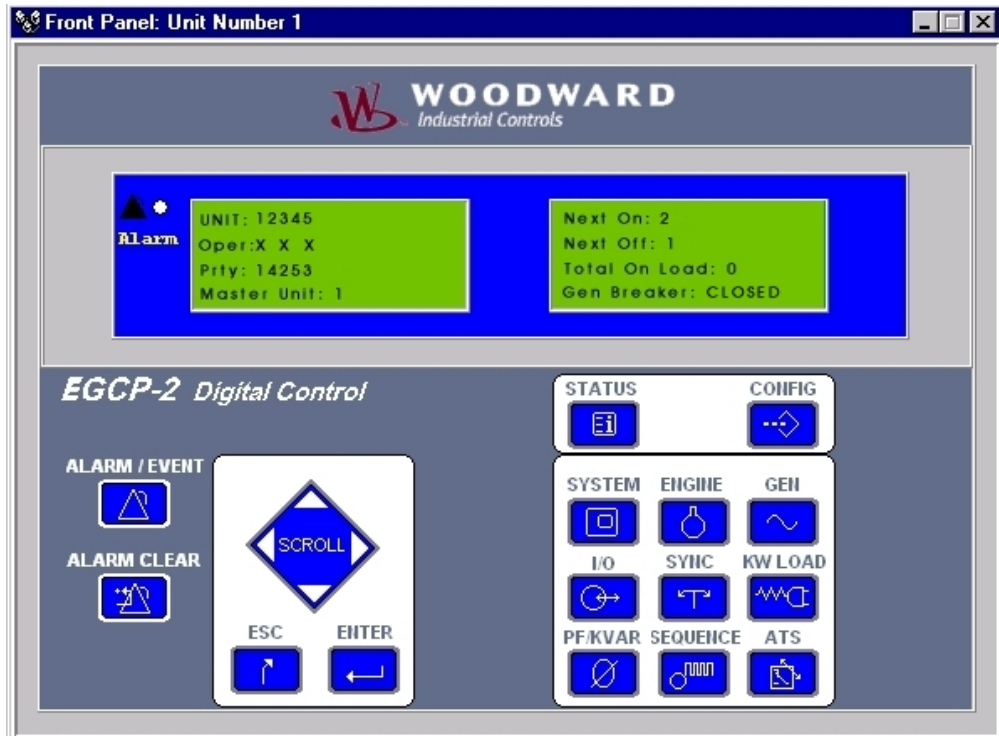 Front Panel: Unit Number 1
WOODWARD
Industrial Controls
Alarm
UNIT: 12345
Oper:X X X
Prty: 14253
Master Unit: 1
Next On: 2
Next Off: 1
Total On Load: 0
Gen Breaker: CLOSED
EGCP-2 Digital Control
STATUS
CONFIG
ALARM / EVENT
SCROLL
ALARM CLEAR
ESC
ENTER
SYSTEM
ENGINE
GEN
I/O
SYNC
KW LOAD
PF/KVAR
SEQUENCE
ATS